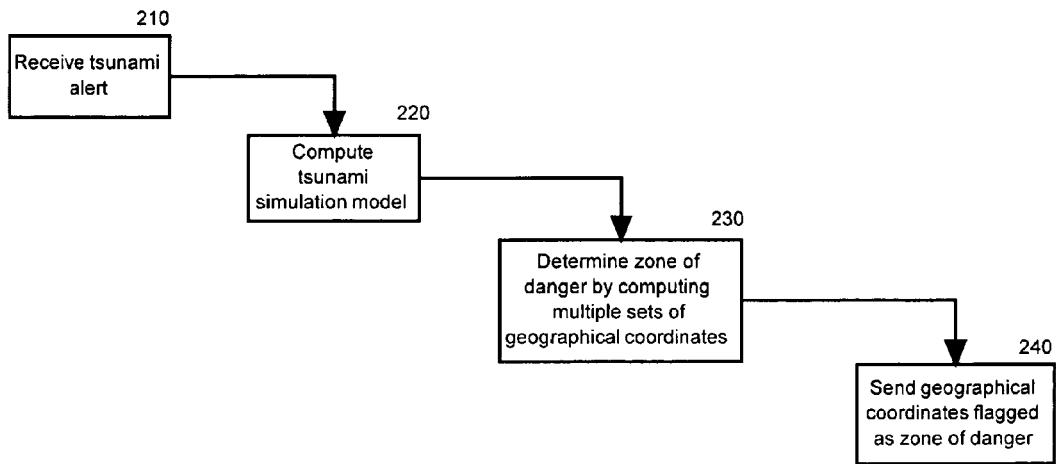 210
Receive tsunami
alert
220
Compute
tsunami
simulation model
230
Determine zone of
danger by computing
multiple sets of
geographical coordinates
240
Send geographical
coordinates flagged
as zone of danger